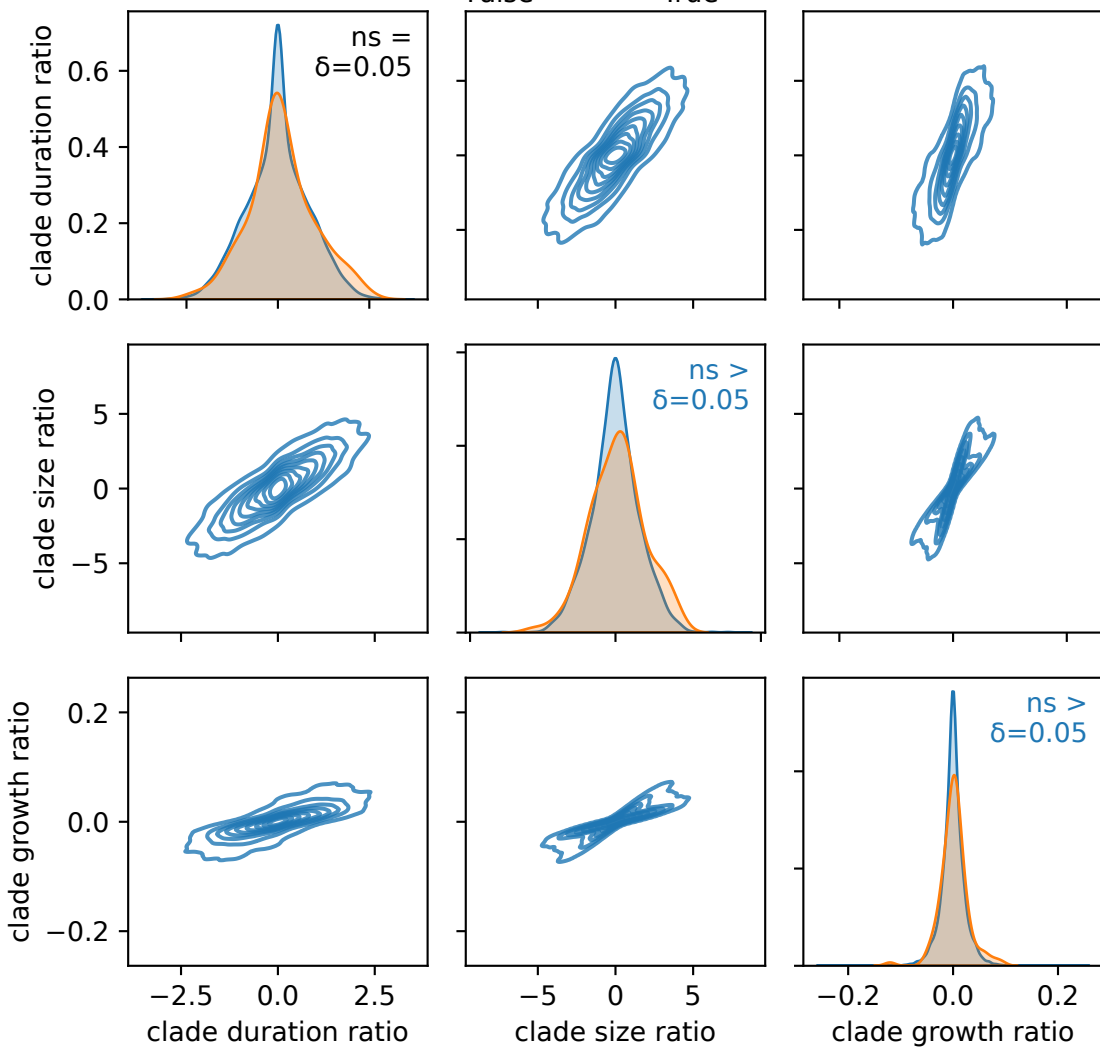 clade duration ratio
0.6
0.4
0.2
0.0
ns =
δ=0.05
clade size ratio
5
0
−5
ns >
δ=0.05
clade growth ratio
0.2
0.0
−0.2
ns >
δ=0.05
−2.5 0.0 2.5
−5 0 5
−0.2 0.0 0.2
clade duration ratio
clade size ratio
clade growth ratio